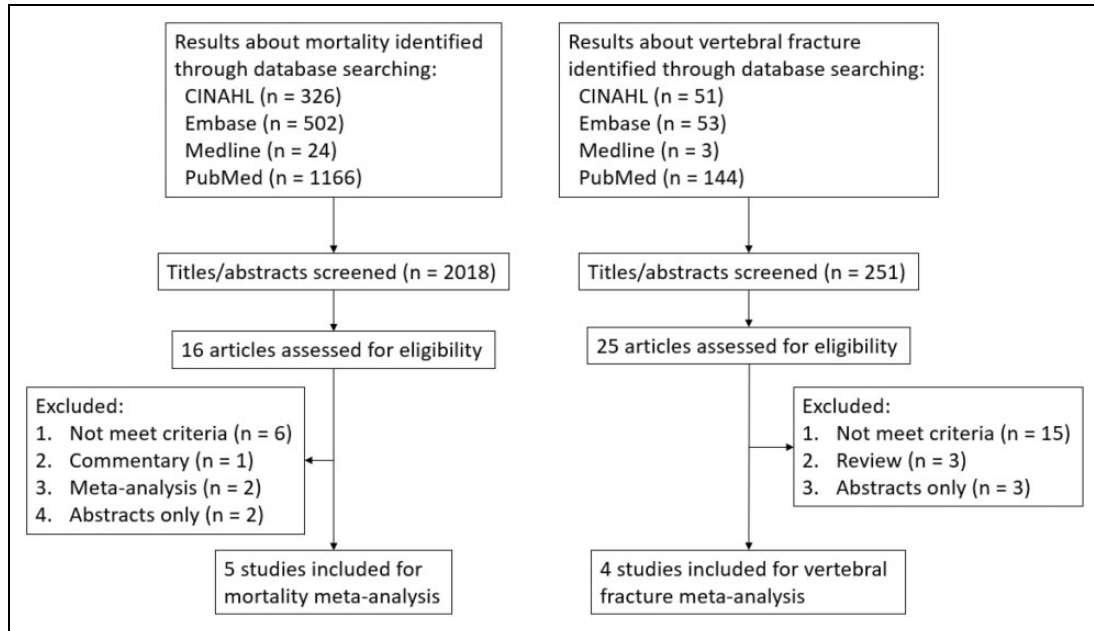 Results about mortality identified
through database searching:
CINAHL (n = 326)
Embase (n = 502)
Medline (n = 24)
PubMed (n = 1166)
Titles/abstracts screened (n = 2018)
16 articles assessed for eligibility
Excluded:
1. Not meet criteria (n = 6)
2. Commentary (n = 1)
3. Meta-analysis (n = 2)
4. Abstracts only (n = 2)
5 studies included for
mortality meta-analysis
Results about vertebral fracture
identified through database searching:
CINAHL (n = 51)
Embase (n = 53)
Medline (n = 3)
PubMed (n = 144)
Titles/abstracts screened (n = 251)
25 articles assessed for eligibility
Excluded:
1. Not meet criteria (n = 15)
2. Review (n = 3)
3. Abstracts only (n = 3)
4 studies included for vertebral
fracture meta-analysis